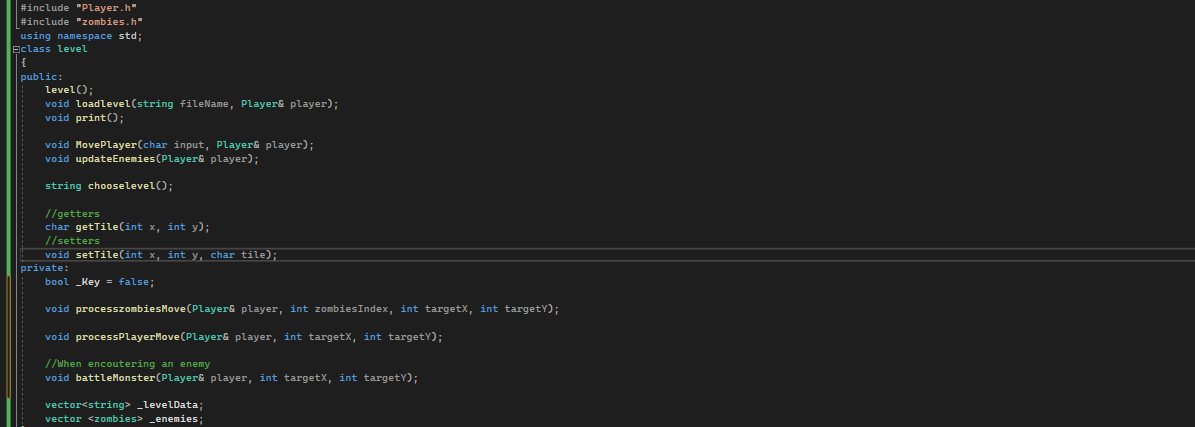 #include "Player.h"
#include "zombies.h"
using namespace std;
class level
{
public:
level();
void loadlevel(string fileName, Player& player);
void print();
void MovePlayer(char input, Player& player);
void updateEnemies(Player& player);
string chooselevel();
//getters
char getTile(int x, int y);
//setters
void setTile(int x, int y, char tile);
private:
bool _Key = false;
void processzombiesMove(Player& player, int zombiesIndex, int targetX, int targetY);
void processPlayerMove(Player& player, int targetX, int targetY);
//When encoutering an enemy
void battleMonster(Player& player, int targetX, int targetY);
vector<string> _levelData;
vector <zombies> _enemies;